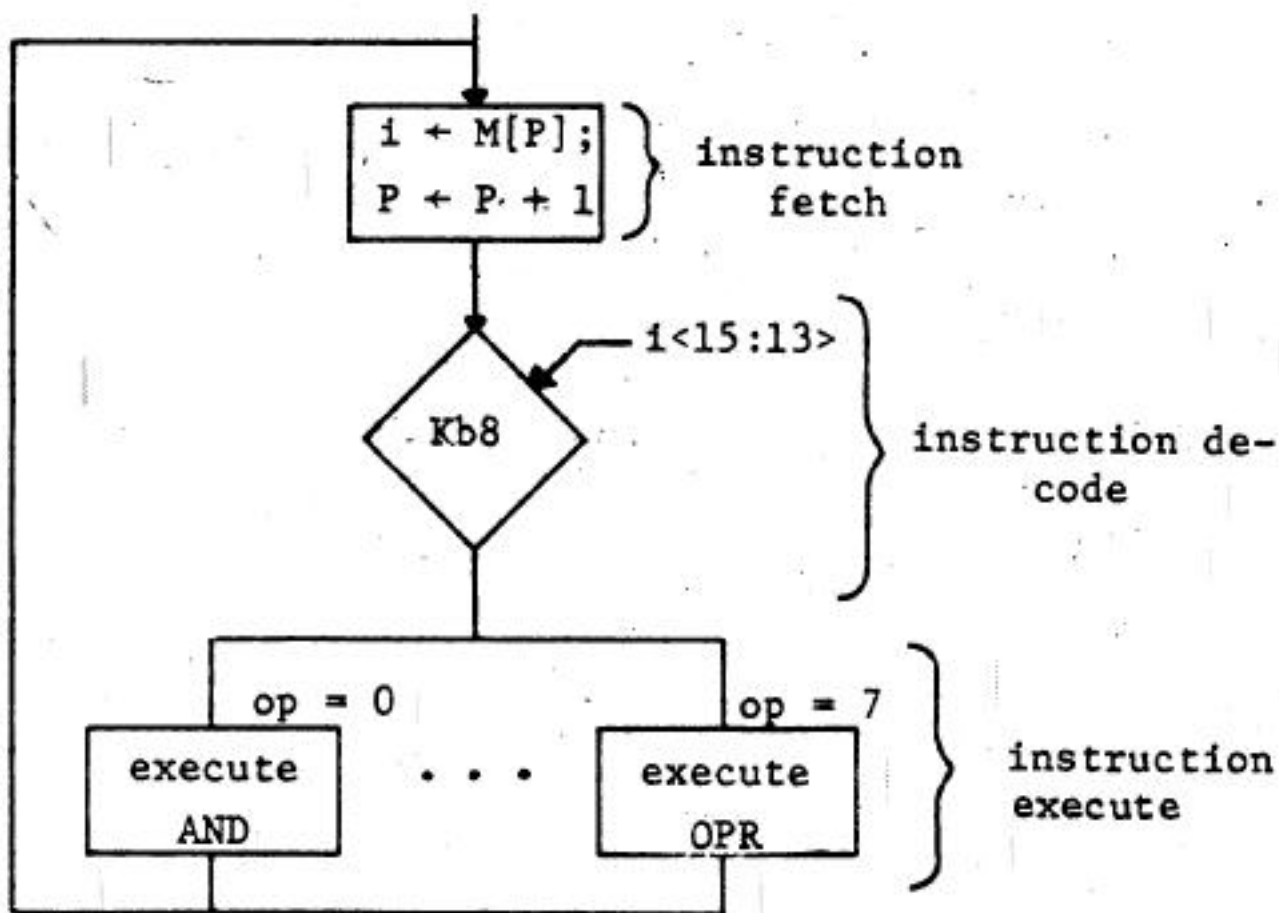 i ← M[P];
P ← P + 1
instruction
fetch
i<15:13>
Kb8
instruction de-
code
op = 0
op = 7
execute
AND
. . .
execute
OPR
instruction
execute